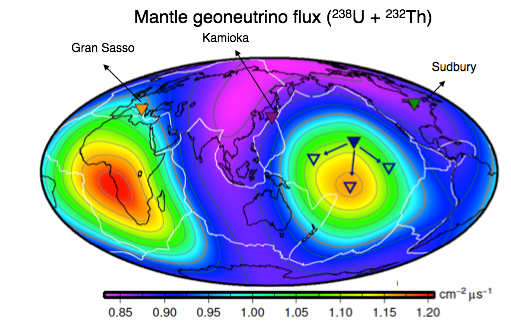 Mantle geoneutrino flux (²³⁸U + ²³²Th)
Kamioka
Gran Sasso
Sudbury
cm⁻² μs⁻¹
0.85 0.90 0.95 1.00 1.05 1.10 1.15 1.20